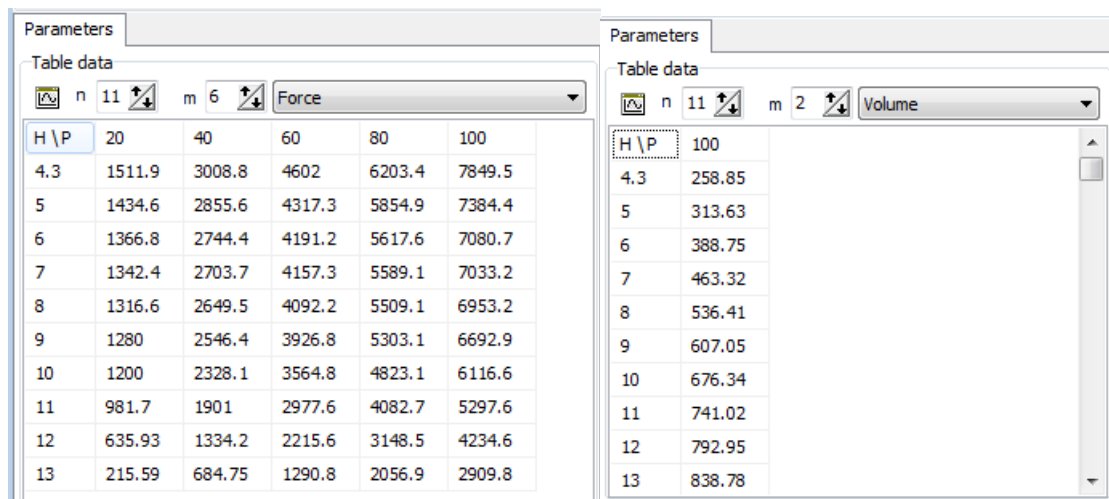 Parameters
Table data
n 11 m 6 Force
H \P 20 40 60 80 100
4.3 1511.9 3008.8 4602 6203.4 7849.5
5 1434.6 2855.6 4317.3 5854.9 7384.4
6 1366.8 2744.4 4191.2 5617.6 7080.7
7 1342.4 2703.7 4157.3 5589.1 7033.2
8 1316.6 2649.5 4092.2 5509.1 6953.2
9 1280 2546.4 3926.8 5303.1 6692.9
10 1200 2328.1 3564.8 4823.1 6116.6
11 981.7 1901 2977.6 4082.7 5297.6
12 635.93 1334.2 2215.6 3148.5 4234.6
13 215.59 684.75 1290.8 2056.9 2909.8
Parameters
Table data
n 11 m 2 Volume
H \P 100
4.3 258.85
5 313.63
6 388.75
7 463.32
8 536.41
9 607.05
10 676.34
11 741.02
12 792.95
13 838.78